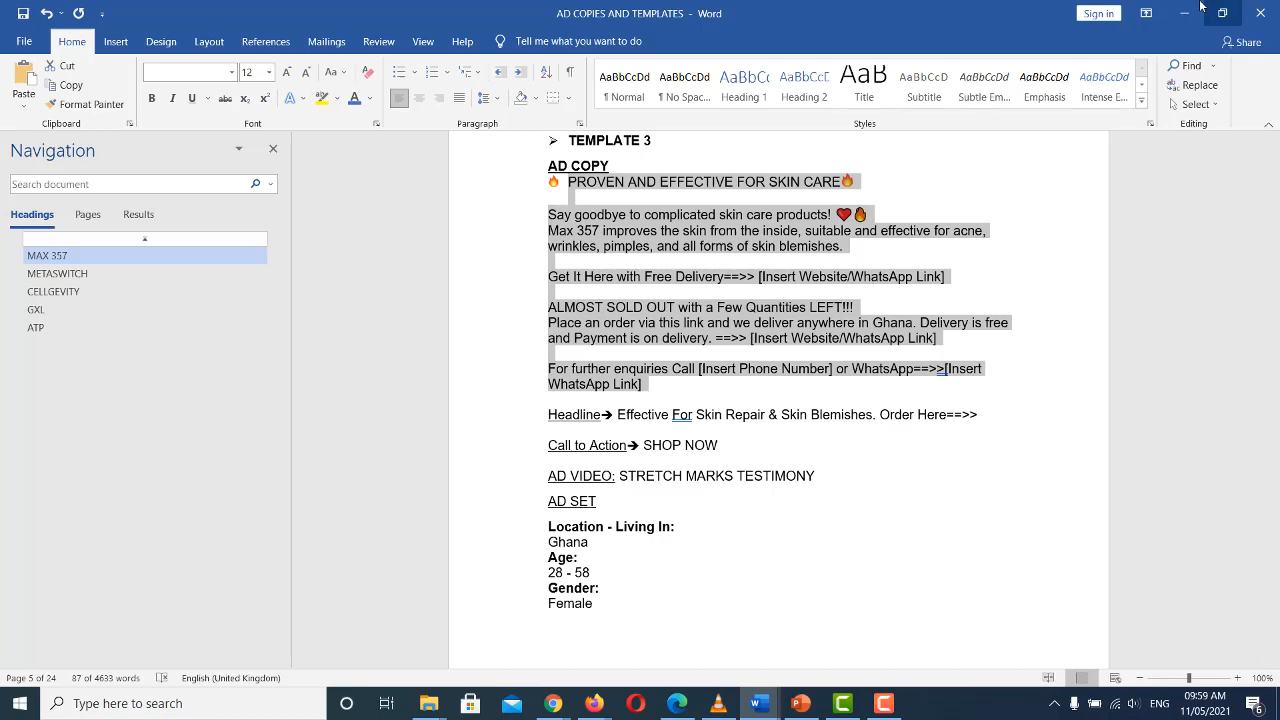 AD COPIES AND TEMPLATES - Word
Sign in
File Home Insert Design Layout References Mailings Review View Help Tell me what you want to do Share
Paste
Cut
Copy
Format Painter
Clipboard
12
Aa
B I U abc x₂ x² A A
Font
Paragraph
AaBbCcDd AaBbCcDd AaBbCc AaBbCcE AaB AaBbCcD AaBbCcDd AaBbCcDd AaBbCcDd
¶ Normal ¶ No Spac... Heading 1 Heading 2 Title Subtitle Subtle Em... Emphasis Intense E...
Styles
Find
Replace
Select
Editing
Navigation
Search document
Headings Pages Results
MAX 357
METASWITCH
CELLGEVITY
GXL
ATP
➢ TEMPLATE 3
AD COPY
🔥 PROVEN AND EFFECTIVE FOR SKIN CARE🔥
Say goodbye to complicated skin care products! ❤️🔥
Max 357 improves the skin from the inside, suitable and effective for acne,
wrinkles, pimples, and all forms of skin blemishes.
Get It Here with Free Delivery==>> [Insert Website/WhatsApp Link]
ALMOST SOLD OUT with a Few Quantities LEFT!!!
Place an order via this link and we deliver anywhere in Ghana. Delivery is free
and Payment is on delivery. ==>> [Insert Website/WhatsApp Link]
For further enquiries Call [Insert Phone Number] or WhatsApp==>>[Insert
WhatsApp Link]
Headline➔ Effective For Skin Repair & Skin Blemishes. Order Here==>>
Call to Action➔ SHOP NOW
AD VIDEO: STRETCH MARKS TESTIMONY
AD SET
Location - Living In:
Ghana
Age:
28 - 58
Gender:
Female
Page 5 of 24 87 of 4633 words English (United Kingdom) 100%
Type here to search
ENG
09:59 AM
11/05/2021
6